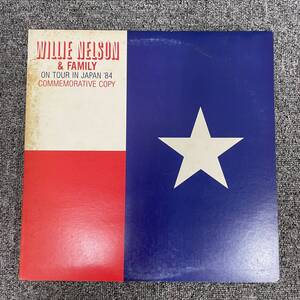 WILLIE NELSON
& FAMILY
ON TOUR IN JAPAN '84
COMMEMORATIVE COPY